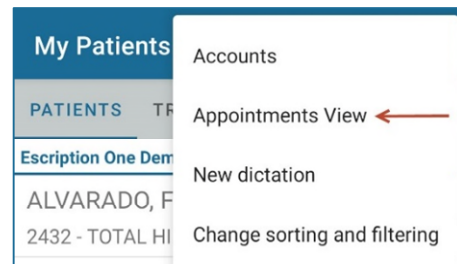 My Patients
Accounts
PATIENTS TR
Appointments View
Escription One Dem
New dictation
ALVARADO, F
2432 - TOTAL HI
Change sorting and filtering